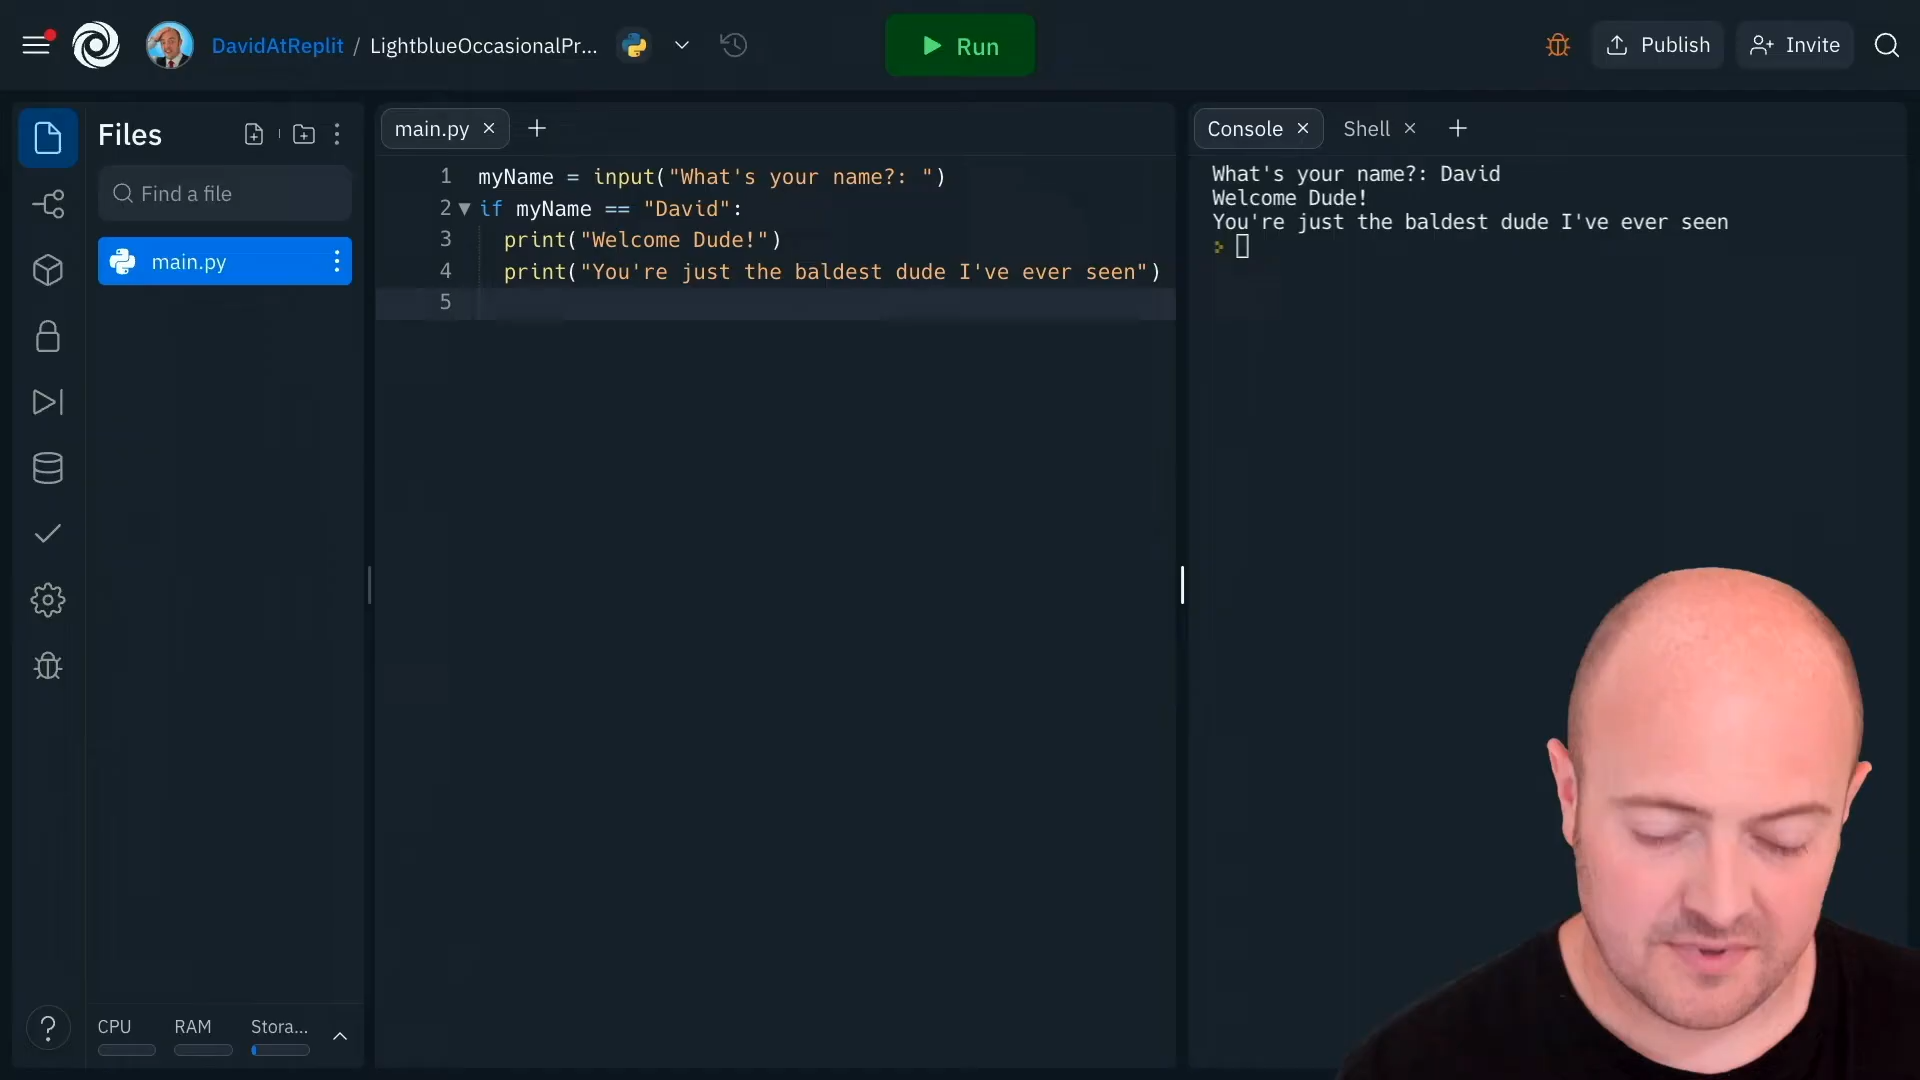 DavidAtReplit / LightblueOccasionalPr...
Run
Publish
Invite
Files
Find a file
main.py
CPU
RAM
Stora...
?
main.py × +
1 myName = input("What's your name?: ")
2 if myName == "David":
3 print("Welcome Dude!")
4 print("You're just the baldest dude I've ever seen")
5
Console × Shell × +
What's your name?: David
Welcome Dude!
You're just the baldest dude I've ever seen